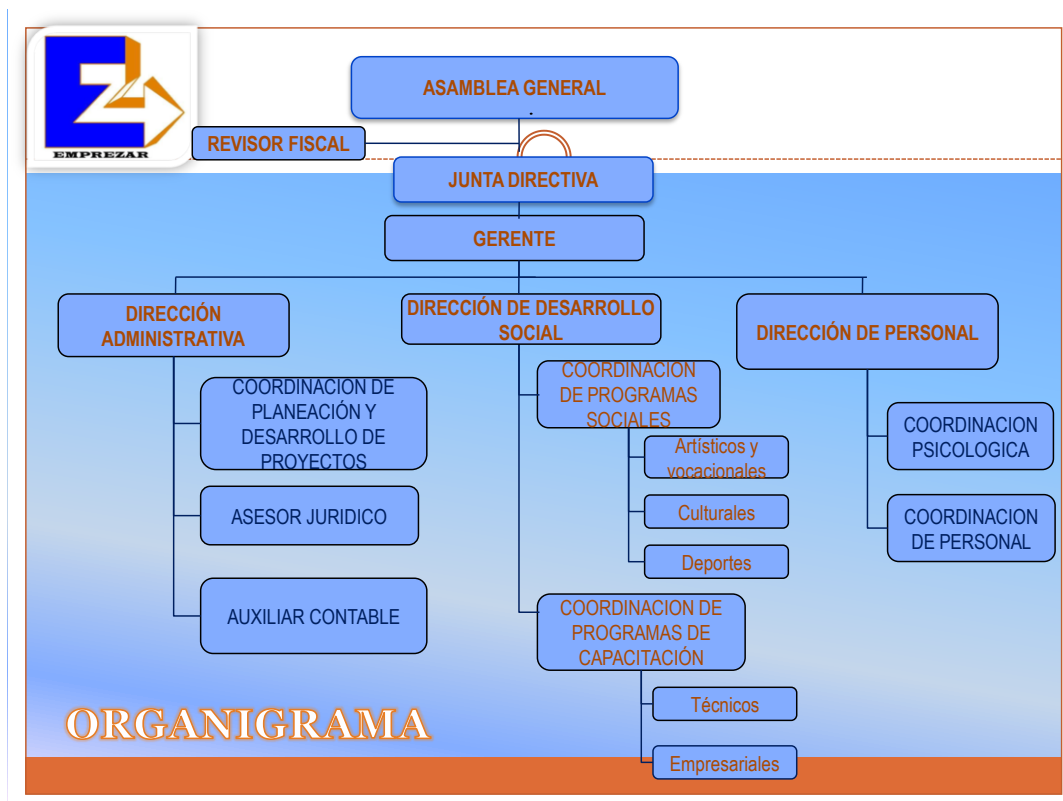 EMPREZAR
ASAMBLEA GENERAL
.
REVISOR FISCAL
JUNTA DIRECTIVA
GERENTE
DIRECCIÓN
ADMINISTRATIVA
COORDINACION DE
PLANEACIÓN Y
DESARROLLO DE
PROYECTOS
ASESOR JURIDICO
AUXILIAR CONTABLE
DIRECCIÓN DE DESARROLLO
SOCIAL
COORDINACION
DE PROGRAMAS
SOCIALES
Artísticos y
vocacionales
Culturales
Deportes
COORDINACION DE
PROGRAMAS DE
CAPACITACIÓN
Técnicos
Empresariales
DIRECCIÓN DE PERSONAL
COORDINACION
PSICOLOGICA
COORDINACION
DE PERSONAL
ORGANIGRAMA